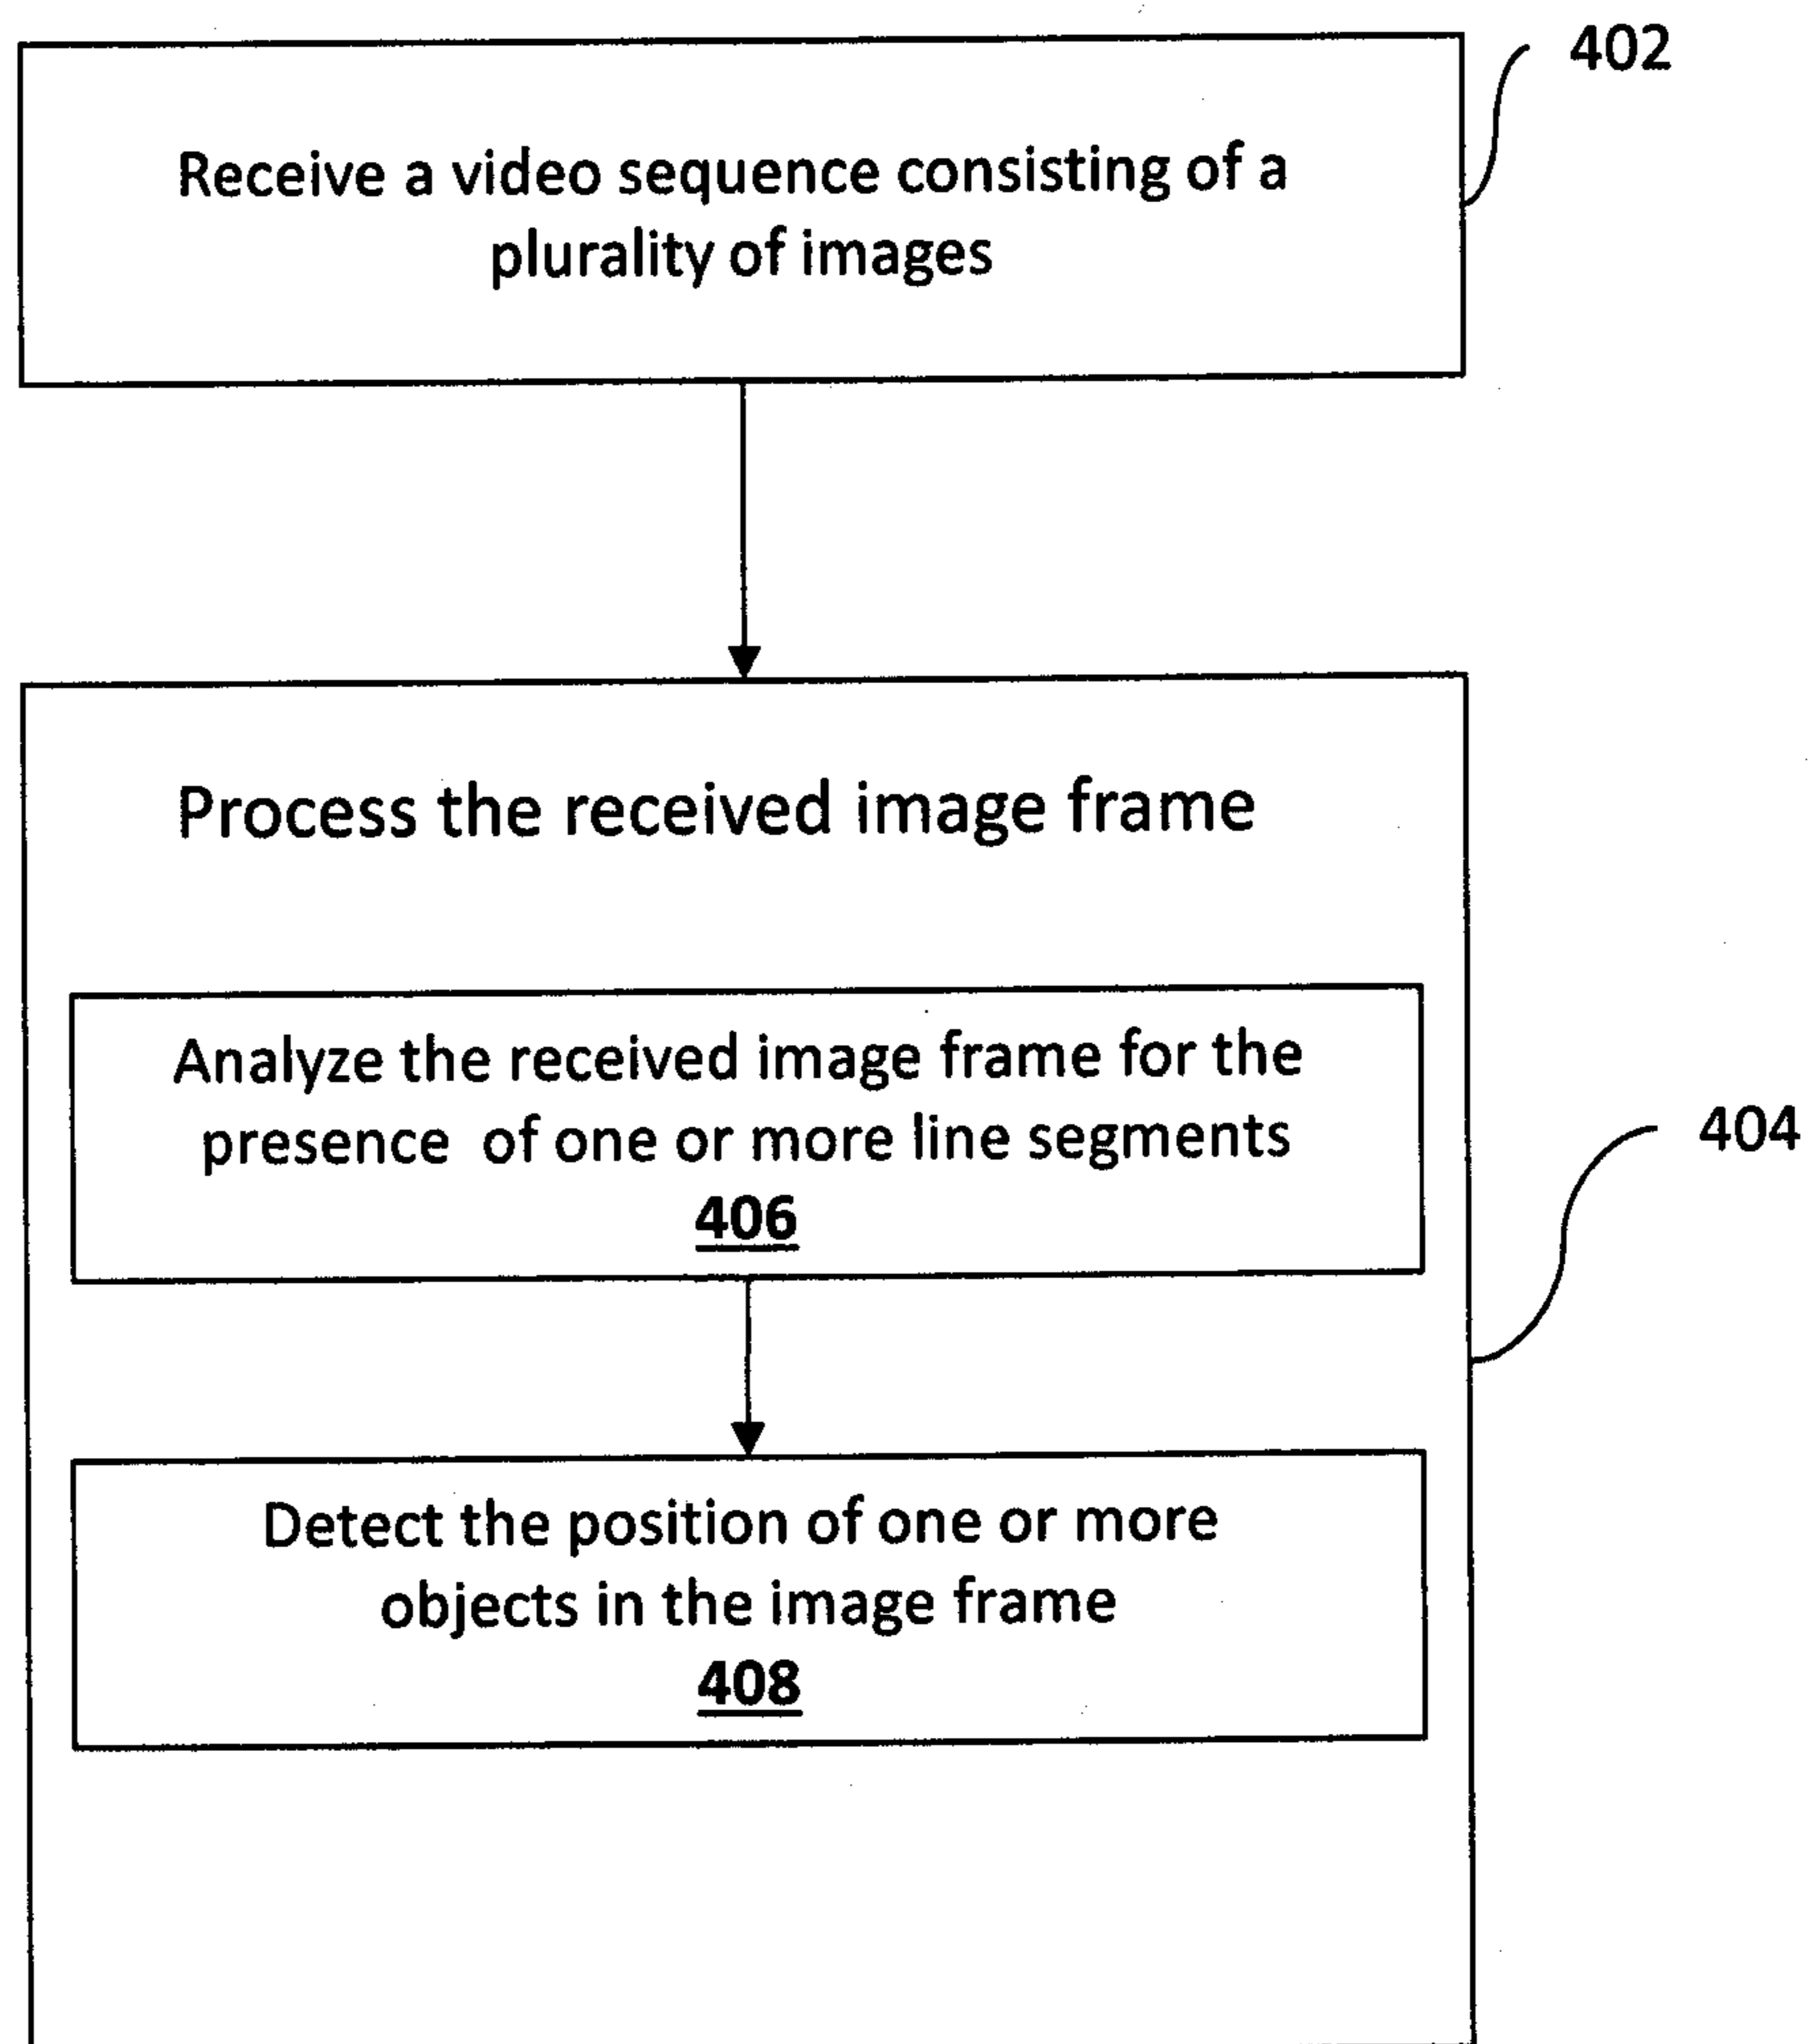 402
Receive a video sequence consisting of a
plurality of images
Process the received image frame
Analyze the received image frame for the
presence of one or more line segments
406
404
Detect the position of one or more
objects in the image frame
408